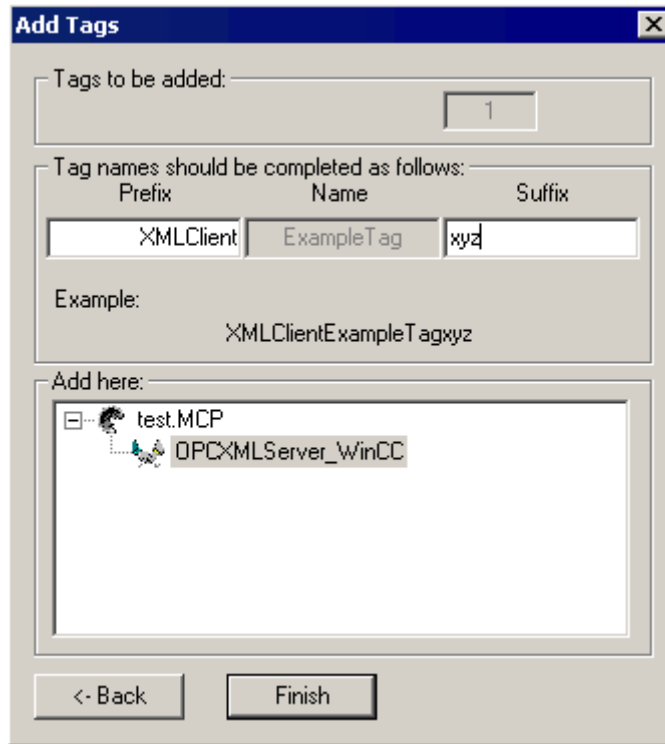 Add Tags
Tags to be added:
1
Tag names should be completed as follows:
Prefix Name Suffix
XMLClient ExampleTag xyz
Example:
XMLClientExampleTagxyz
Add here:
test.MCP
OPCXMLServer_WinCC
<- Back Finish